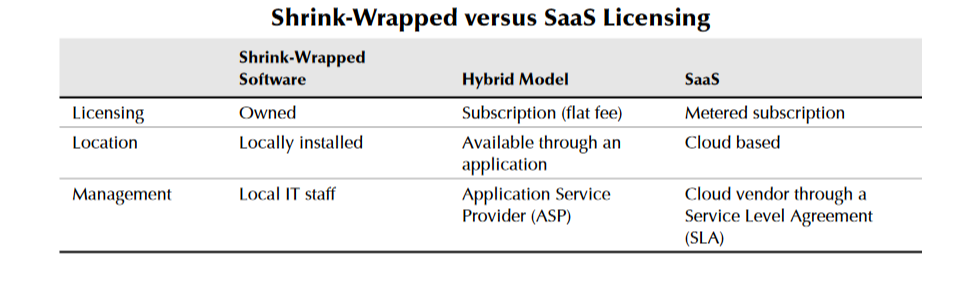 Shrink-Wrapped versus SaaS Licensing
Shrink-Wrapped
Software Hybrid Model SaaS
Licensing Owned Subscription (flat fee) Metered subscription
Location Locally installed Available through an Cloud based
application
Management Local IT staff Application Service Cloud vendor through a
Provider (ASP) Service Level Agreement
(SLA)